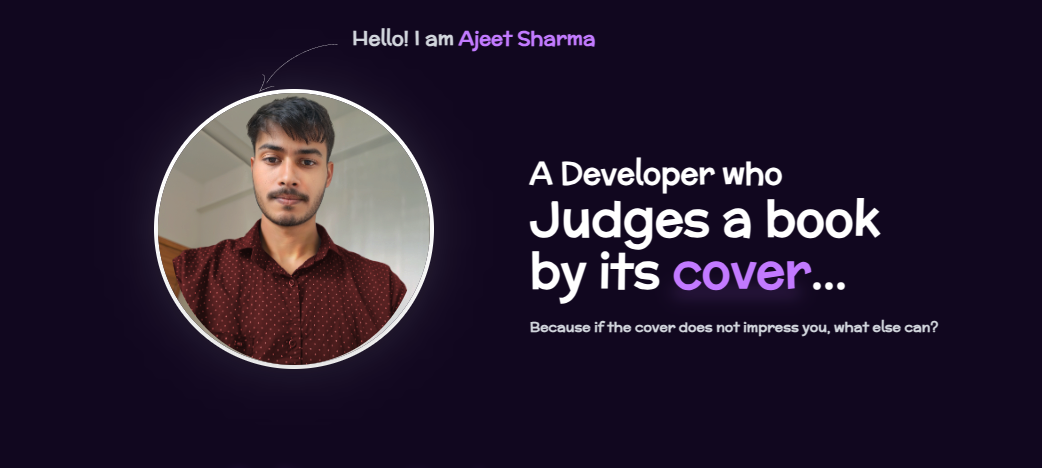 Hello! I am Ajeet Sharma
A Developer who
Judges a book
by its cover...
Because if the cover does not impress you, what else can?